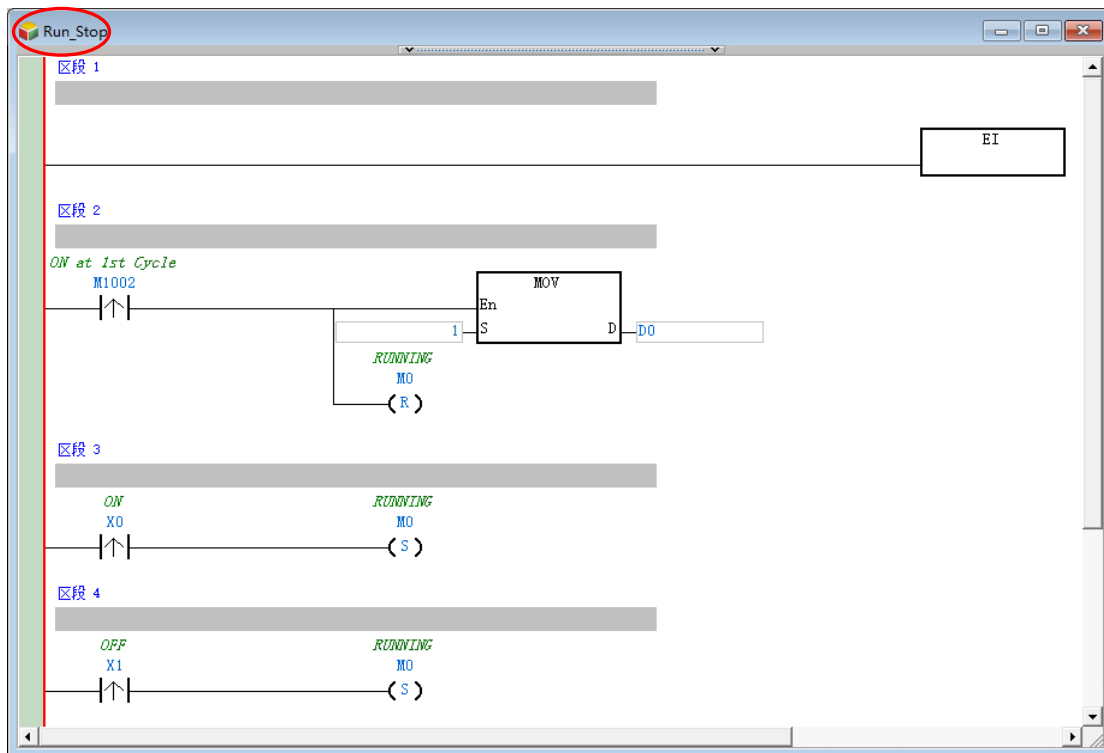 Run_Stop
区段 1
EI
区段 2
ON at 1st Cycle
M1002
MOV
En
1 S D D0
RUNNING
M0
R
区段 3
ON RUNNING
X0 M0
S
区段 4
OFF RUNNING
X1 M0
S